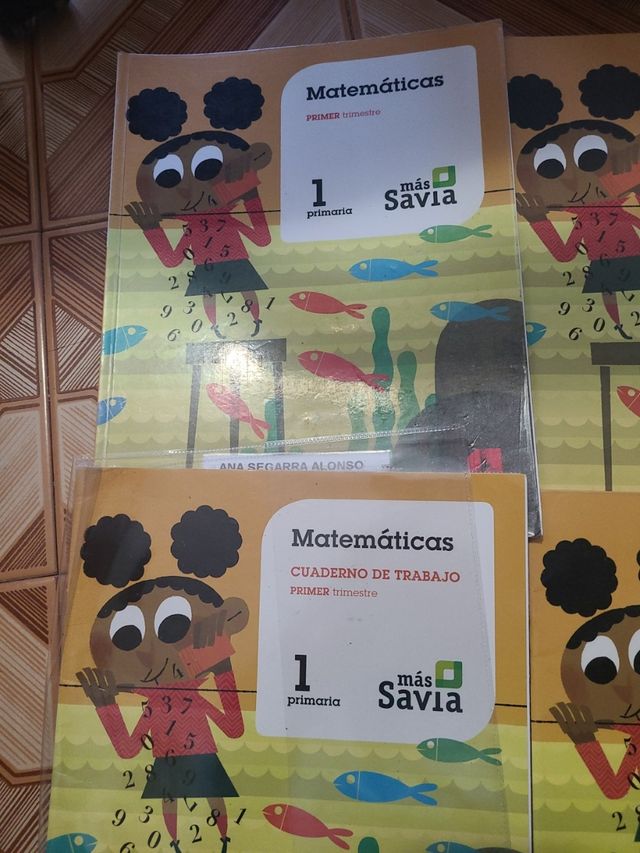 Matemáticas
PRIMER trimestre
1
primaria
más
Savia
ANA SEGARRA ALONSO
Matemáticas
CUADERNO DE TRABAJO
PRIMER trimestre
1
primaria
más
Savia